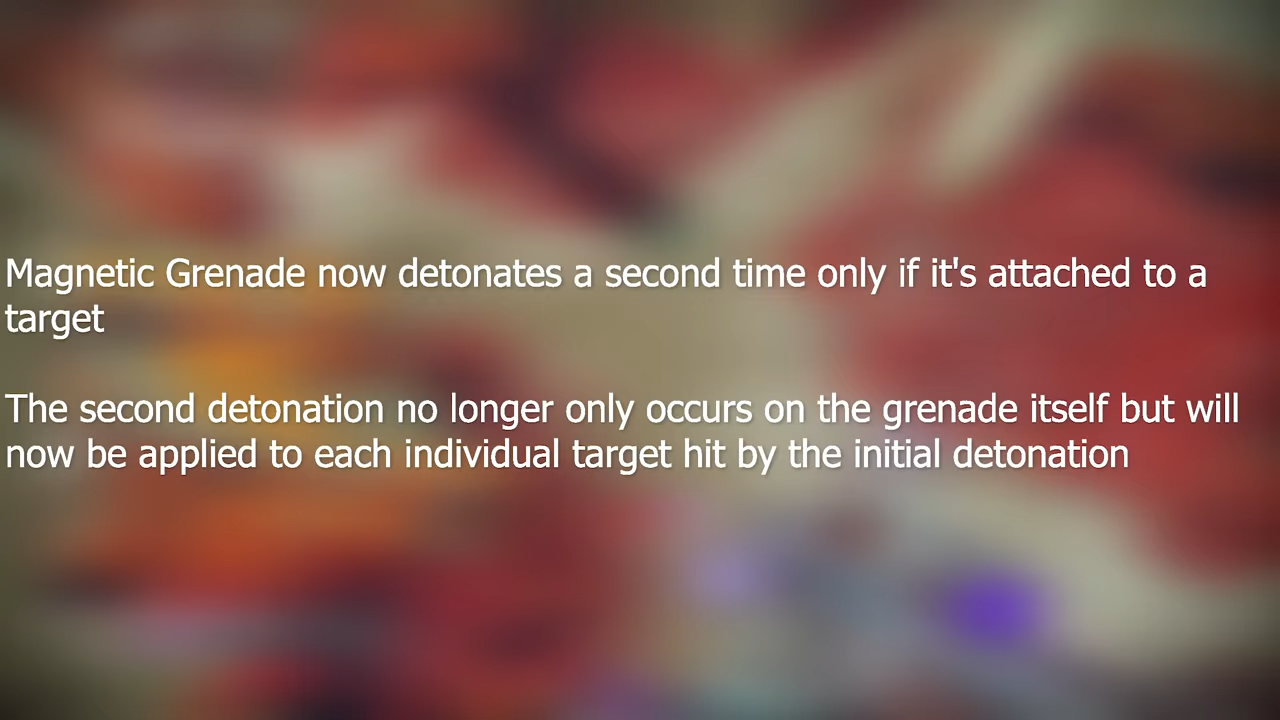 Magnetic Grenade now detonates a second time only if it's attached to a
target
The second detonation no longer only occurs on the grenade itself but will
now be applied to each individual target hit by the initial detonation